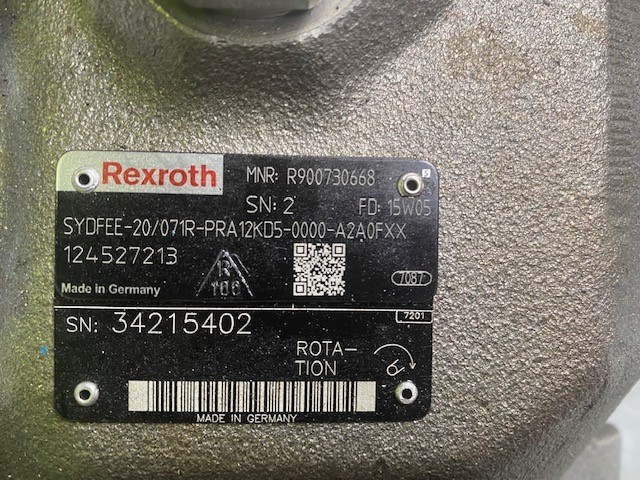 Rexroth
MNR: R900730668
SN: 2
FD: 15W05
SYDFEE-20/071R-PRA12KD5-0000-A2A0FXX
124527213
R
100
7087
Made in Germany
7201
SN: 34215402
ROTA-
TION
MADE IN GERMANY